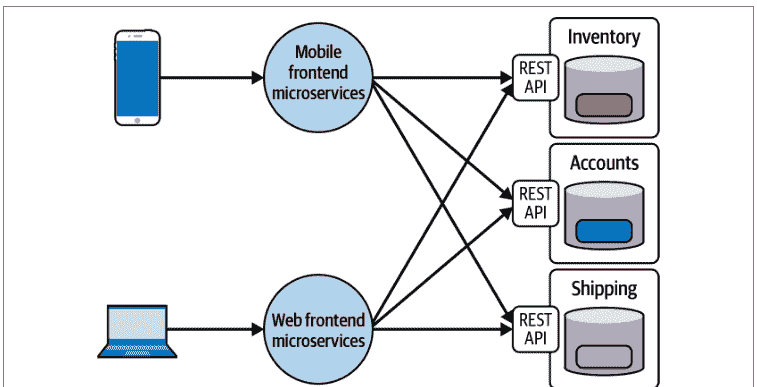 Mobile
frontend
microservices
REST
API
Inventory
REST
API
Accounts
Web frontend
microservices
REST
API
Shipping